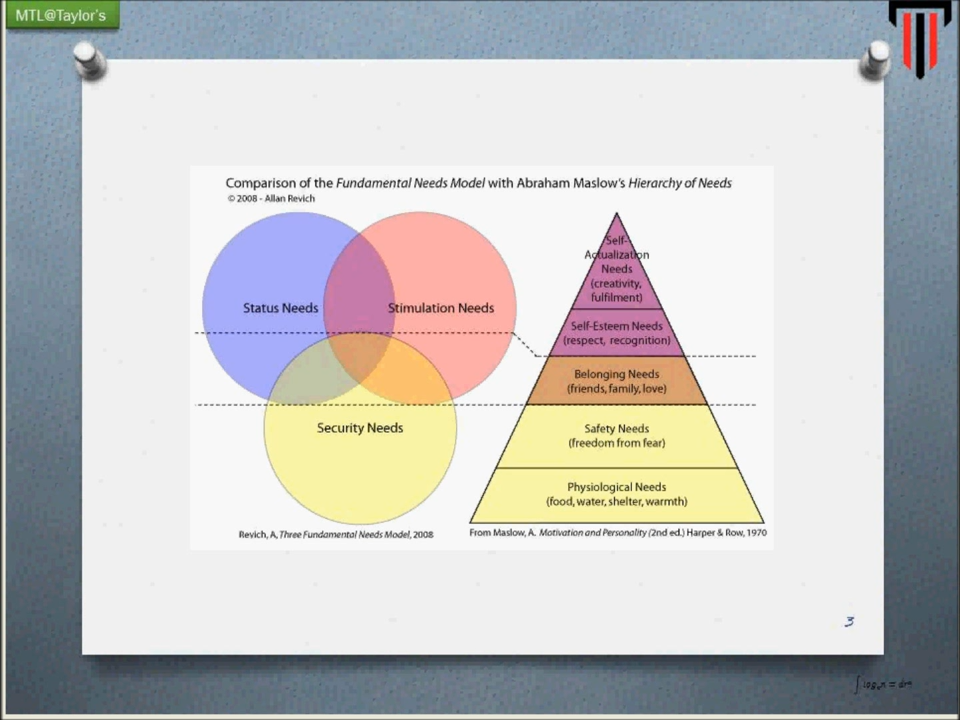 MTL@Taylor's
Comparison of the Fundamental Needs Model with Abraham Maslow's Hierarchy of Needs
© 2008 - Allan Revich
Status Needs
Stimulation Needs
Security Needs
Revich, A, Three Fundamental Needs Model, 2008
Self-
Actualization
Needs
(creativity,
fulfilment)
Self-Esteem Needs
(respect, recognition)
Belonging Needs
(friends, family, love)
Safety Needs
(freedom from fear)
Physiological Needs
(food, water, shelter, warmth)
From Maslow, A. Motivation and Personality (2nd ed.) Harper & Row, 1970
3